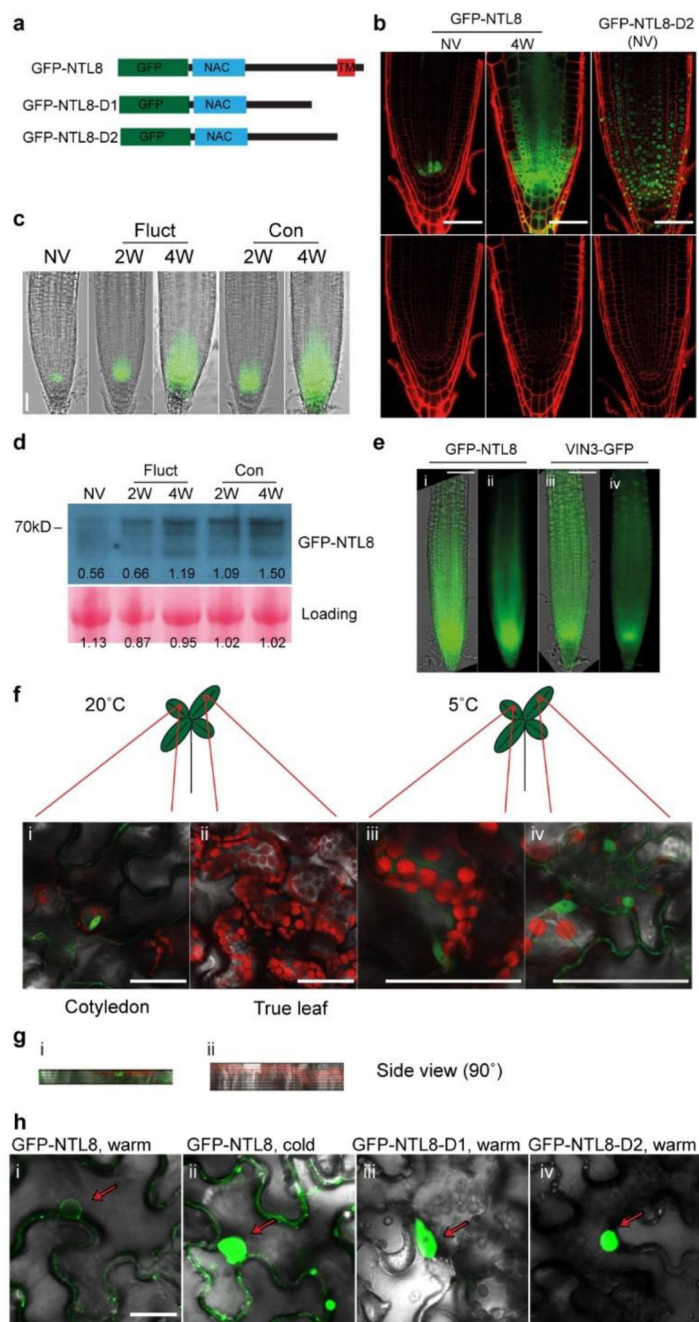 a
GFP-NTL8 GFP NAC TM
GFP-NTL8-D1 GFP NAC
GFP-NTL8-D2 GFP NAC
b
GFP-NTL8 GFP-NTL8-D2
NV 4W (NV)
c
Fluct Con
NV 2W 4W 2W 4W
d
Fluct Con
NV 2W 4W 2W 4W
70kD
GFP-NTL8
0.56 0.66 1.19 1.09 1.50
Loading
1.13 0.87 0.95 1.02 1.02
e
GFP-NTL8 VIN3-GFP
i ii iii iv
f
20˚C 5˚C
i ii iii iv
Cotyledon True leaf
g
i ii
Side view (90˚)
h
GFP-NTL8, warm GFP-NTL8, cold GFP-NTL8-D1, warm GFP-NTL8-D2, warm
i ii iii iv